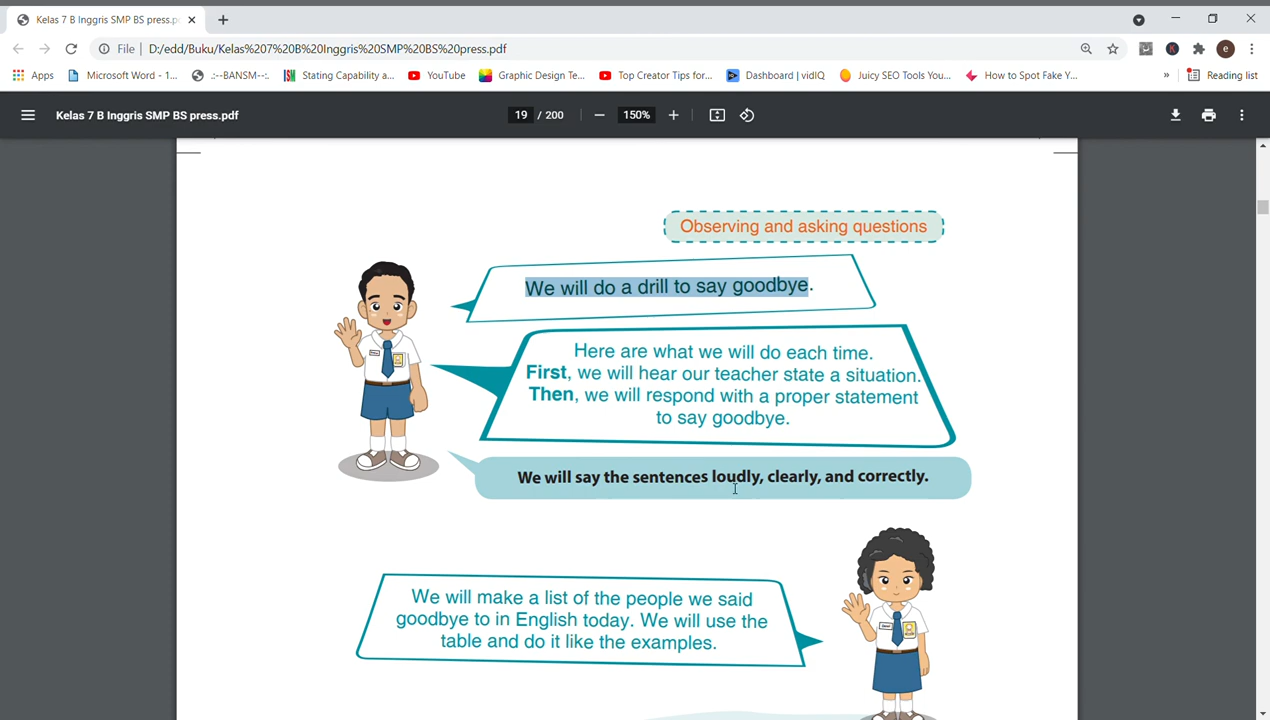 Kelas 7 B Inggris SMP BS press.p
File | D:/edd/Buku/Kelas%207%20B%20Inggris%20SMP%20BS%20press.pdf
Apps Microsoft Word - 1... .:--BANSM--:. Stating Capability a... YouTube Graphic Design Te... Top Creator Tips for... Dashboard | vidIQ Juicy SEO Tools You... How to Spot Fake Y... » Reading list
Kelas 7 B Inggris SMP BS press.pdf 19 / 200 150%
Observing and asking questions
We will do a drill to say goodbye.
Here are what we will do each time.
First, we will hear our teacher state a situation.
Then, we will respond with a proper statement
to say goodbye.
We will say the sentences loudly, clearly, and correctly.
We will make a list of the people we said
goodbye to in English today. We will use the
table and do it like the examples.